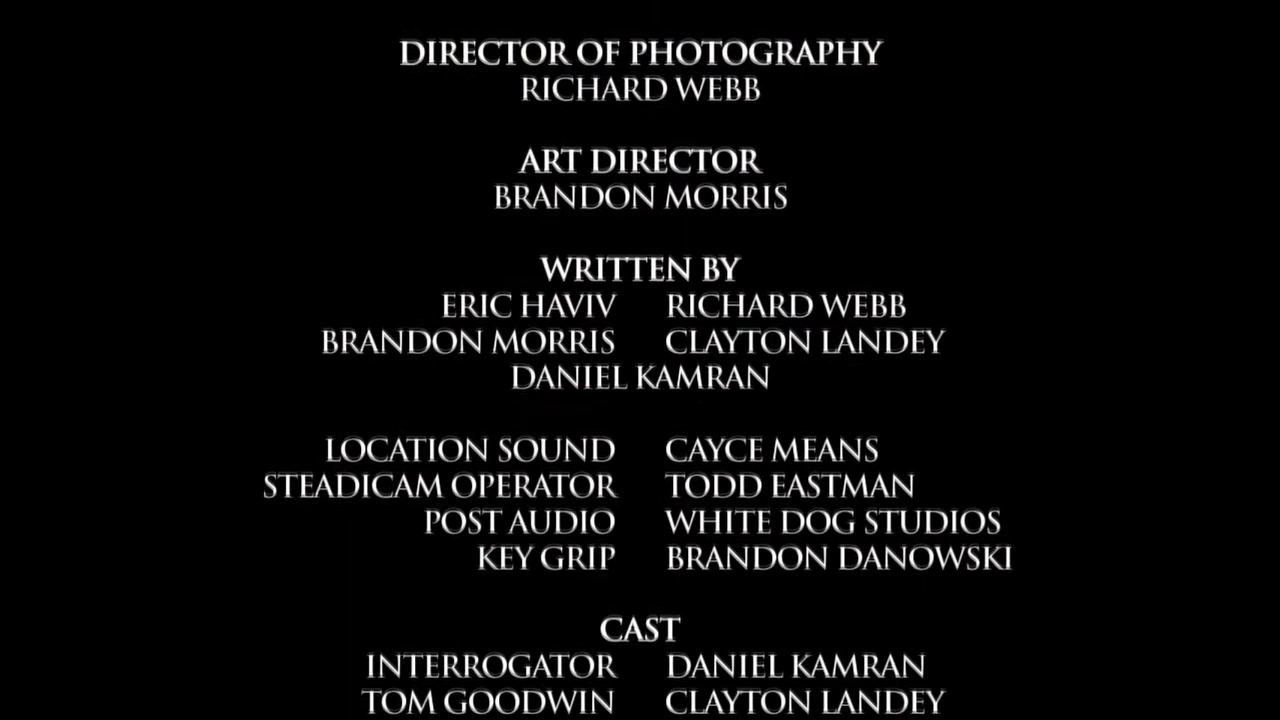 DIRECTOR OF PHOTOGRAPHY
RICHARD WEBB
ART DIRECTOR
BRANDON MORRIS
WRITTEN BY
ERIC HAVIV RICHARD WEBB
BRANDON MORRIS CLAYTON LANDEY
DANIEL KAMRAN
LOCATION SOUND CAYCE MEANS
STEADICAM OPERATOR TODD EASTMAN
POST AUDIO WHITE DOG STUDIOS
KEY GRIP BRANDON DANOWSKI
CAST
INTERROGATOR DANIEL KAMRAN
TOM GOODWIN CLAYTON LANDEY